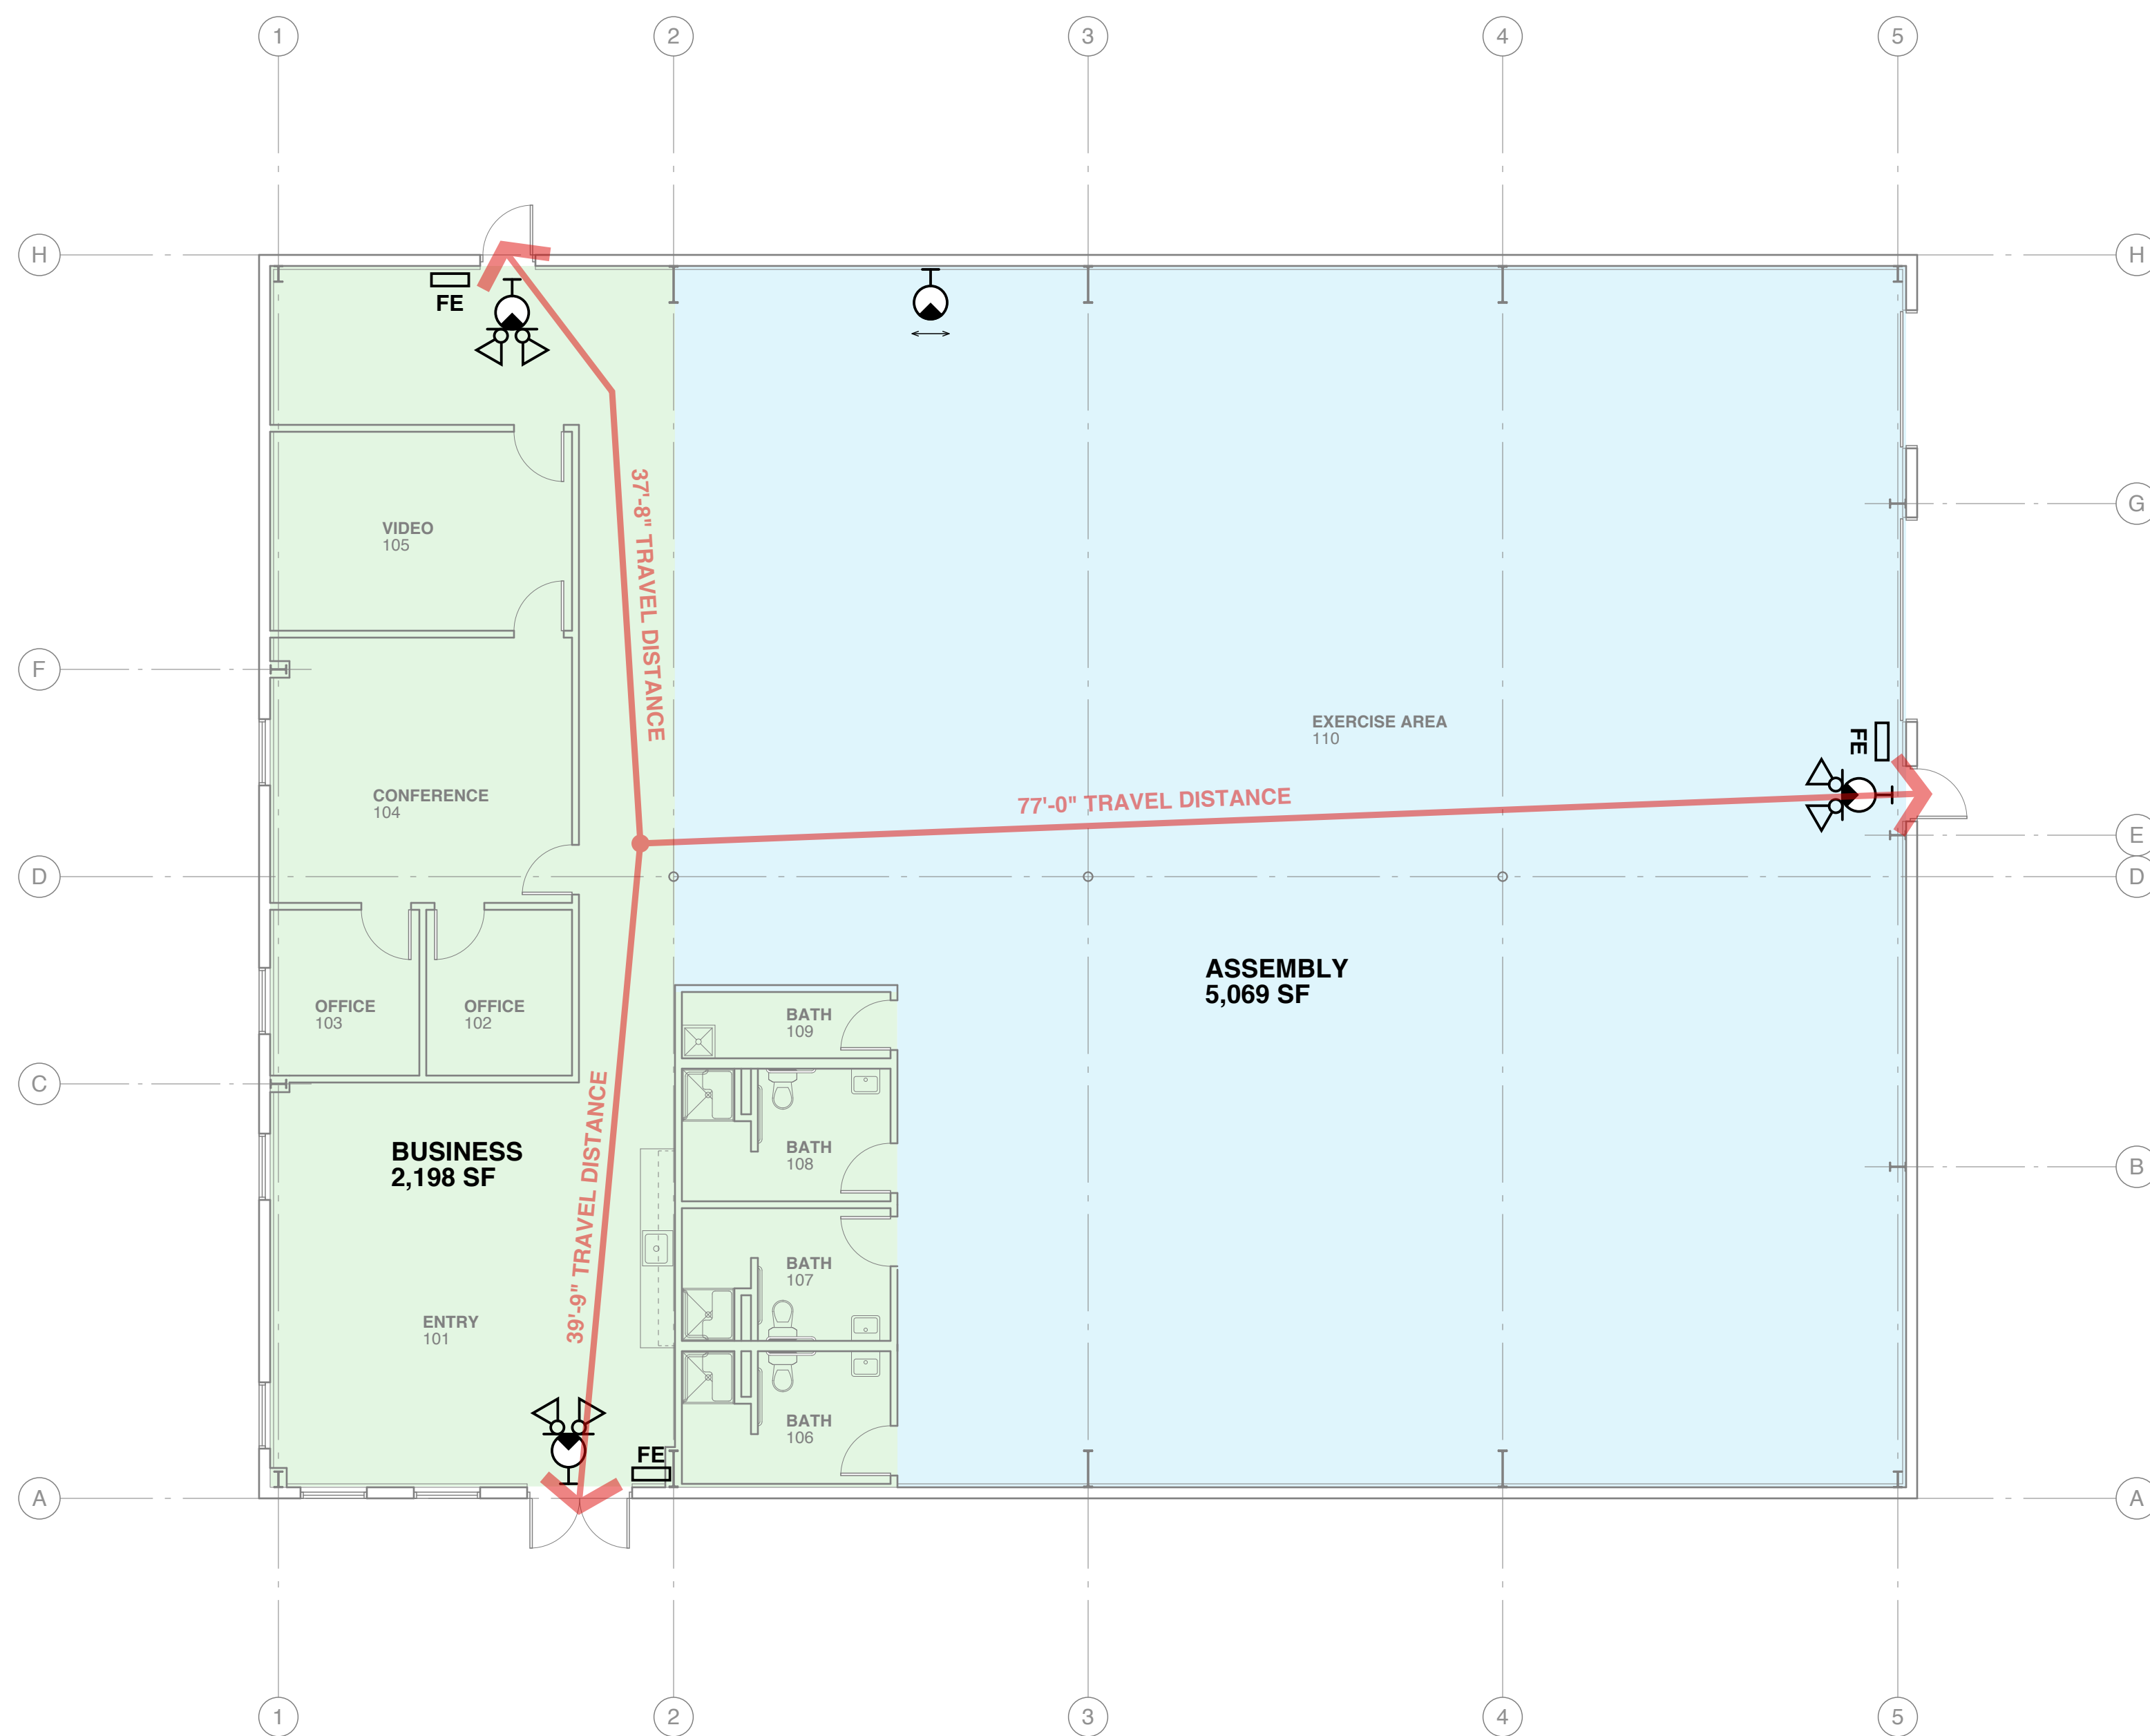 1
2
3
4
5
H
H
FE
37'-8" TRAVEL DISTANCE
G
VIDEO
105
F
EXERCISE AREA
110
FE
CONFERENCE
104
77'-0" TRAVEL DISTANCE
E
D
D
ASSEMBLY
5,069 SF
OFFICE
103
OFFICE
102
BATH
109
C
39'-9" TRAVEL DISTANCE
BUSINESS
2,198 SF
BATH
108
B
BATH
107
ENTRY
101
BATH
106
FE
A
A
1
2
3
4
5